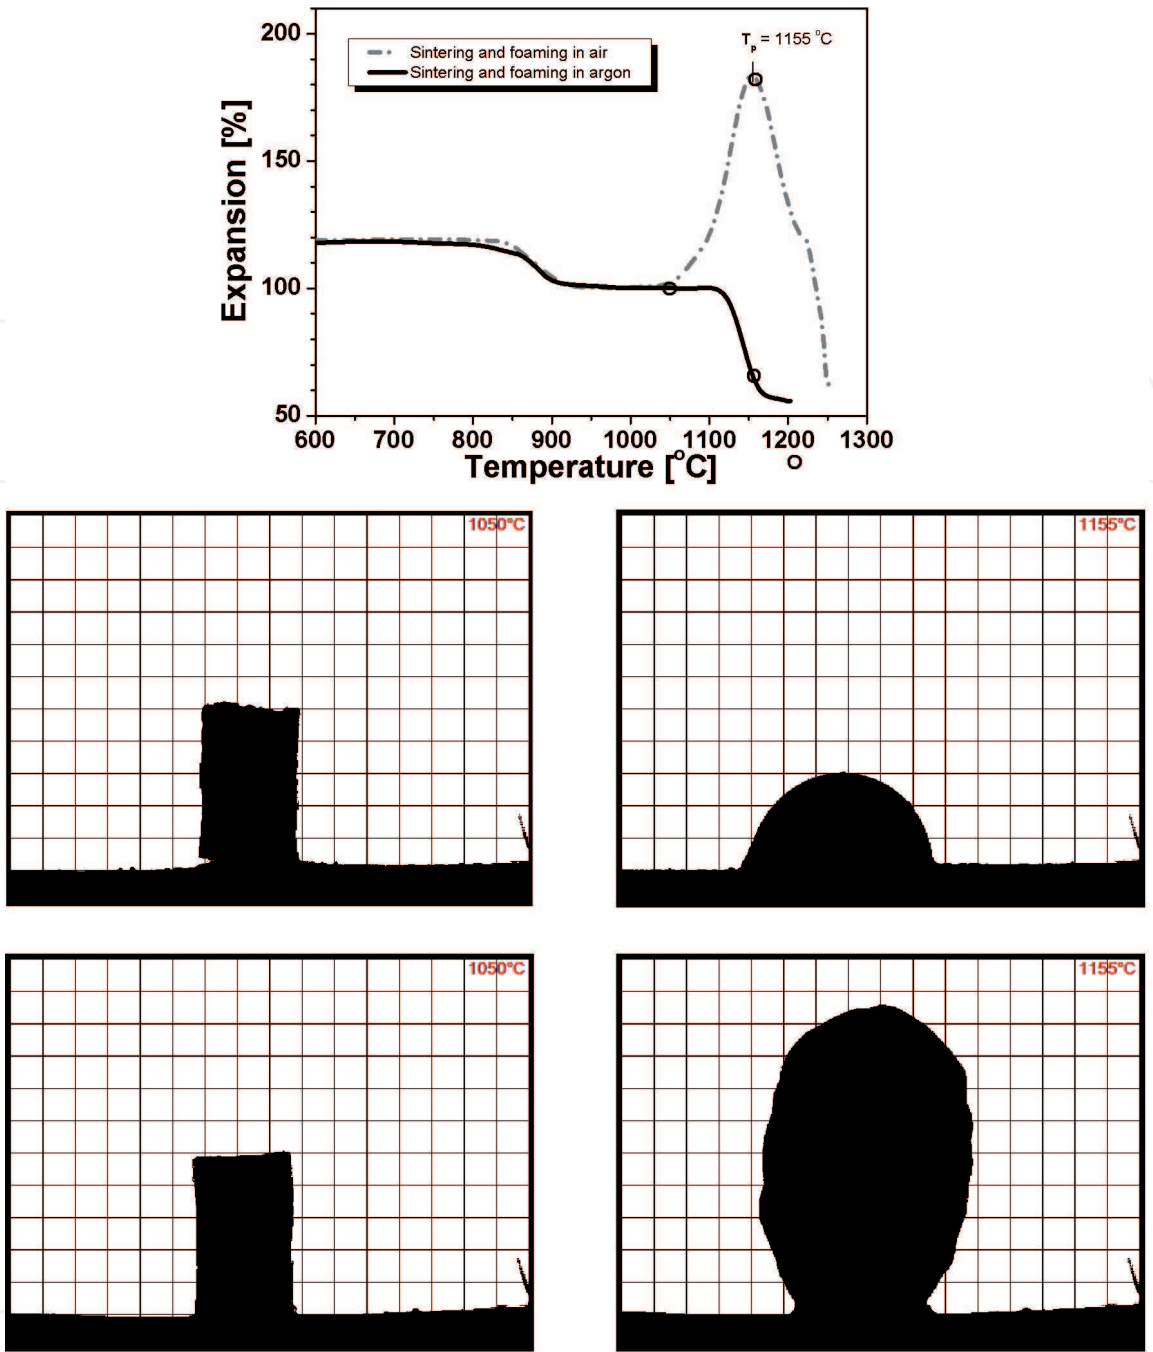 200
150
100
50
Expansion [%]
Sintering and foaming in air
Sintering and foaming in argon
Tp = 1155 °C
600 700 800 900 1000 1100 1200 1300
Temperature [°C]
1050°C
1155°C
1050°C
1155°C